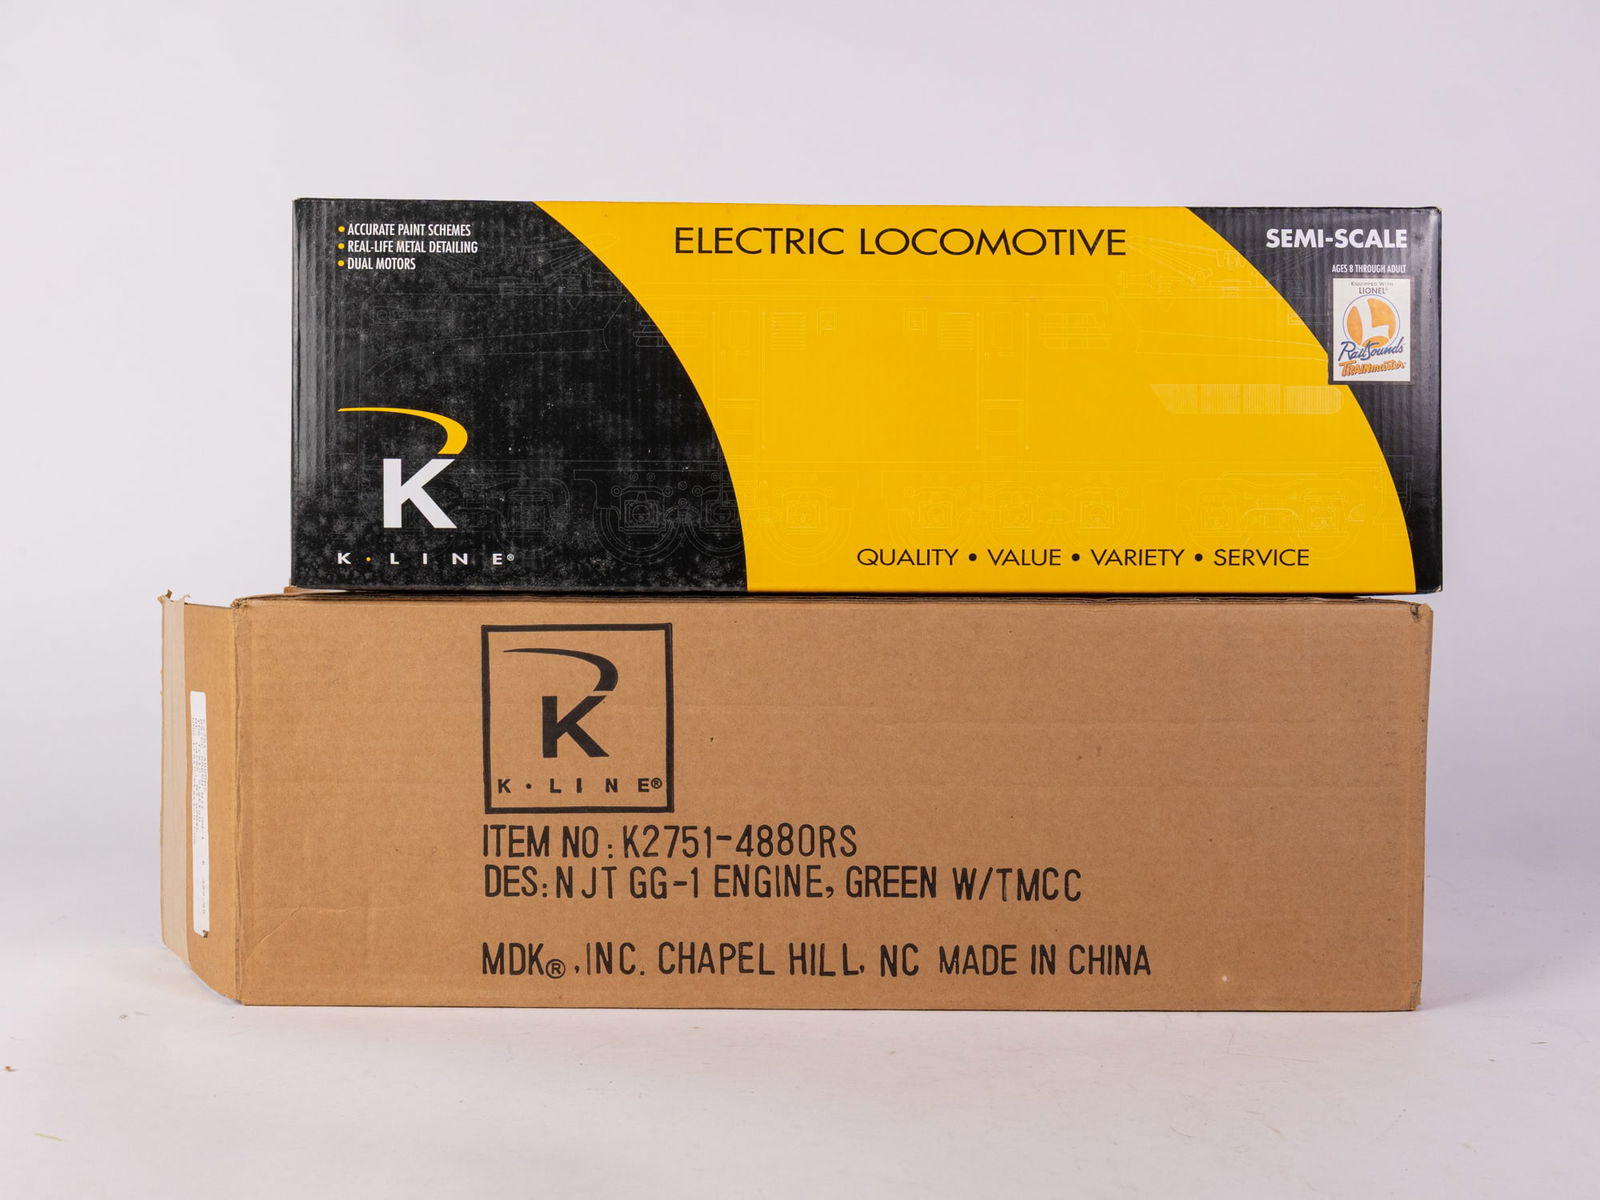 • ACCURATE PAINT SCHEMES
• REAL-LIFE METAL DETAILING
• DUAL MOTORS
ELECTRIC LOCOMOTIVE
SEMI-SCALE
AGES 8 THROUGH ADULT
EQUIPPED WITH
LIONEL
L
RailSounds
TRAINmaster
K
K·LINE®
QUALITY • VALUE • VARIETY • SERVICE
K
K·LINE®
ITEM NO: K2751-4880RS
DES: NJT GG-1 ENGINE, GREEN W/TMCC
MDK®, INC. CHAPEL HILL, NC MADE IN CHINA